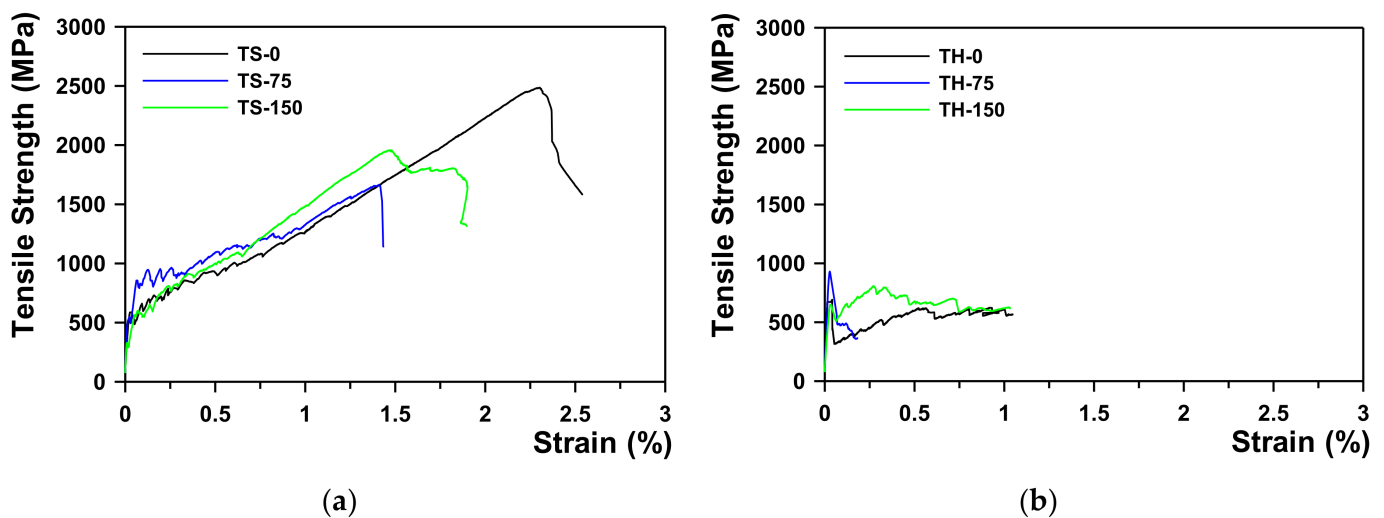 Tensile Strength (MPa)
3000
2500
2000
1500
1000
500
0
TS-0
TS-75
TS-150
0 0.5 1 1.5 2 2.5 3
Strain (%)
(a)
Tensile Strength (MPa)
3000
2500
2000
1500
1000
500
0
TH-0
TH-75
TH-150
0 0.5 1 1.5 2 2.5 3
Strain (%)
(b)